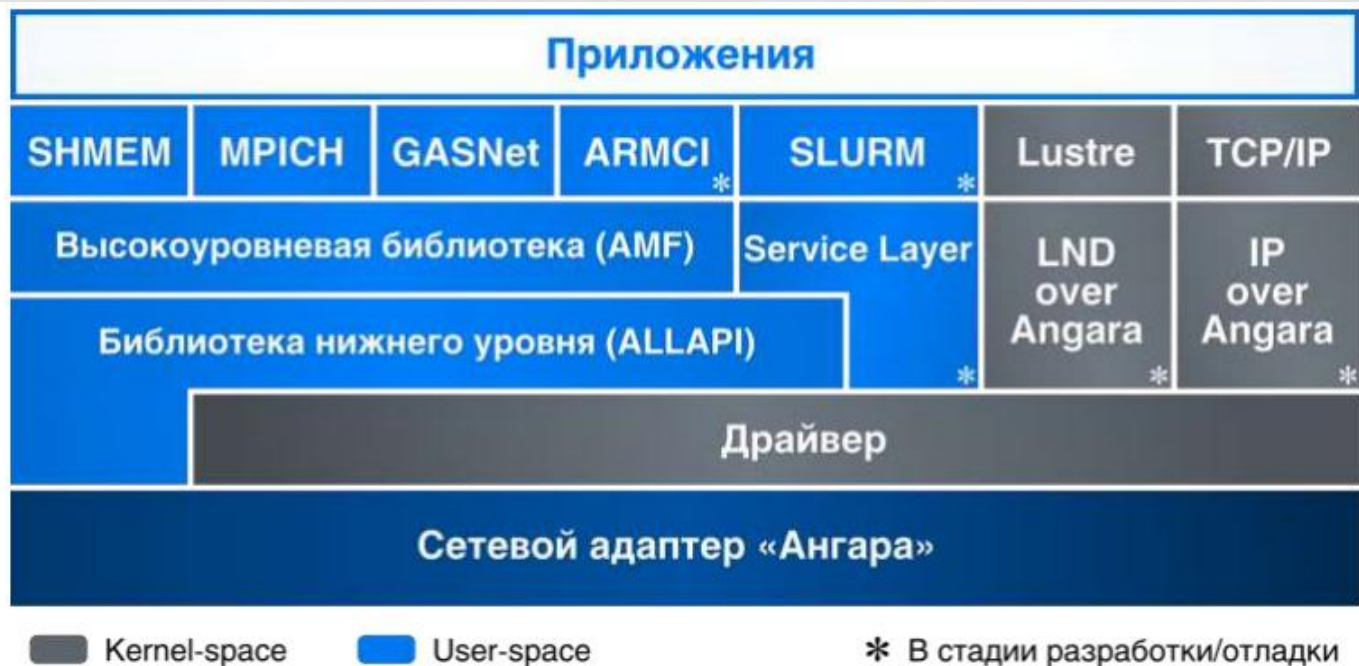 Приложения
SHMEM MPICH GASNet ARMCI * SLURM * Lustre TCP/IP
Высокоуровневая библиотека (AMF)
Service Layer
*
LND
over
Angara
*
IP
over
Angara
*
Библиотека нижнего уровня (ALLAPI)
Драйвер
Сетевой адаптер «Ангара»
Kernel-space User-space * В стадии разработки/отладки